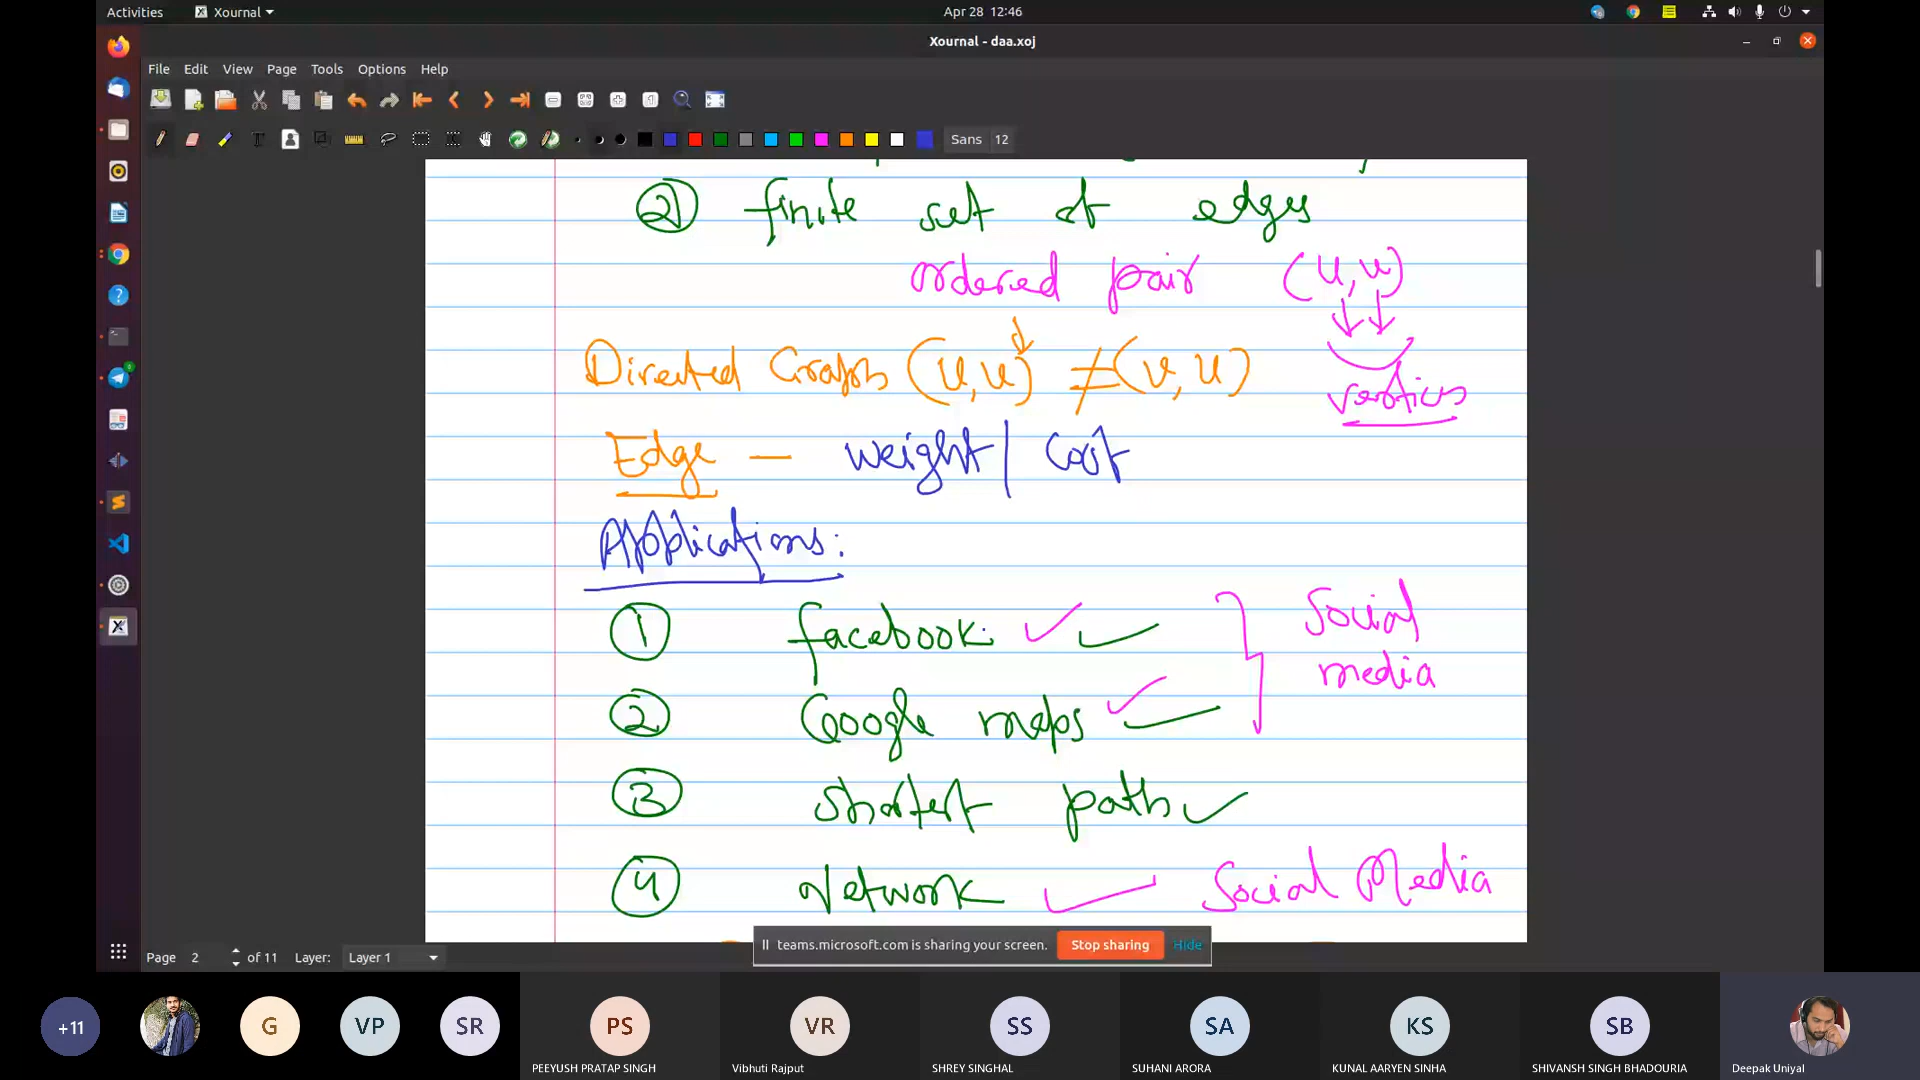 Activities Xournal Apr 28 12:46
Xournal - daa.xoj
File Edit View Page Tools Options Help
Sans 12
② finite set of edges
ordered pair (u,v)
vertices
Directed Graph (u,v) ≠ (v,u)
Edge — weight | Cost
Applications:
① facebook ✓ ✓
Social
media
② Google maps ✓ ✓
③ shortest path ✓
④ Network ✓ Social Media
teams.microsoft.com is sharing your screen. Stop sharing Hide
Page 2 of 11 Layer: Layer 1
+11 G VP SR PS VR SS SA KS SB
PEEYUSH PRATAP SINGH Vibhuti Rajput SHREY SINGHAL SUHANI ARORA KUNAL AARYEN SINHA SHIVANSH SINGH BHADOURIA Deepak Uniyal